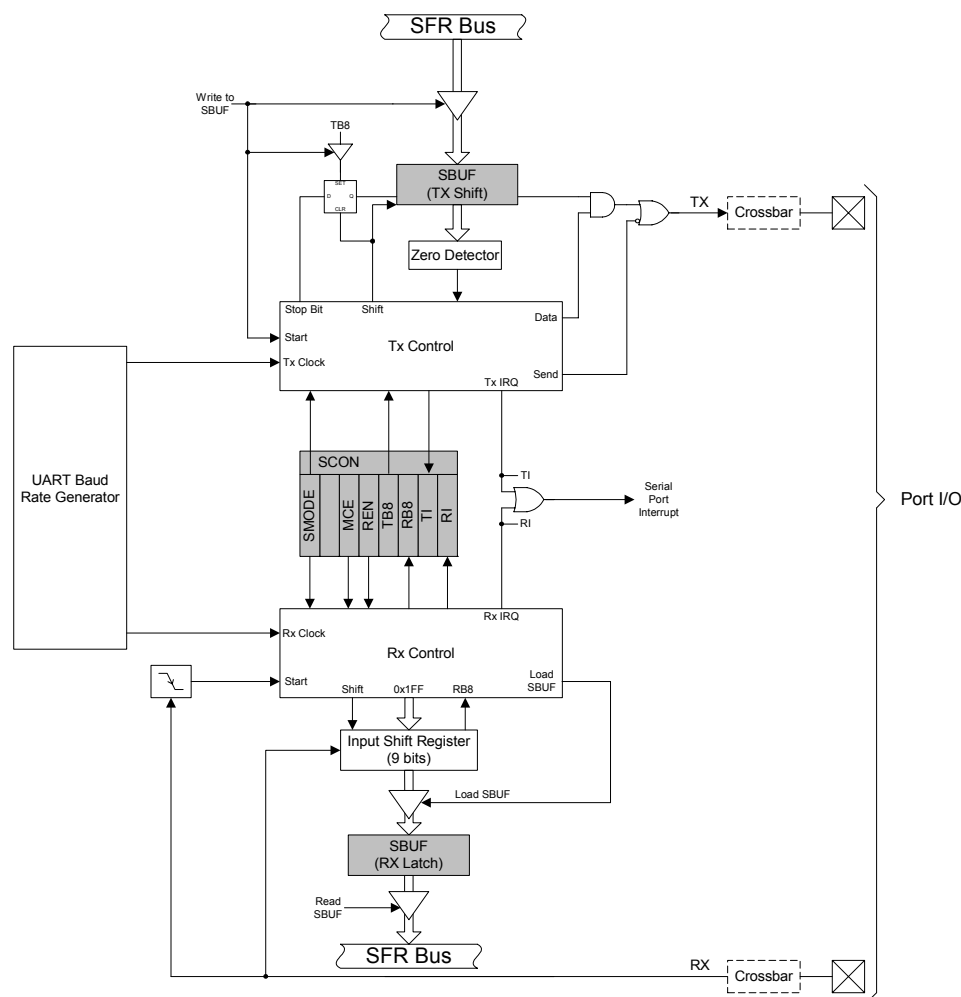 SFR Bus
Write to
SBUF
TB8
SET
D Q
CLR
SBUF
(TX Shift)
TX
Crossbar
Zero Detector
Stop Bit
Shift
Data
Start
Tx Control
Tx Clock
Send
Tx IRQ
UART Baud
Rate Generator
SCON
SMODE
MCE
REN
TB8
RB8
TI
RI
TI
Serial
Port
Interrupt
RI
Port I/O
Rx IRQ
Rx Clock
Rx Control
Start
Load
SBUF
Shift
0x1FF
RB8
Input Shift Register
(9 bits)
Load SBUF
SBUF
(RX Latch)
Read
SBUF
SFR Bus
RX
Crossbar